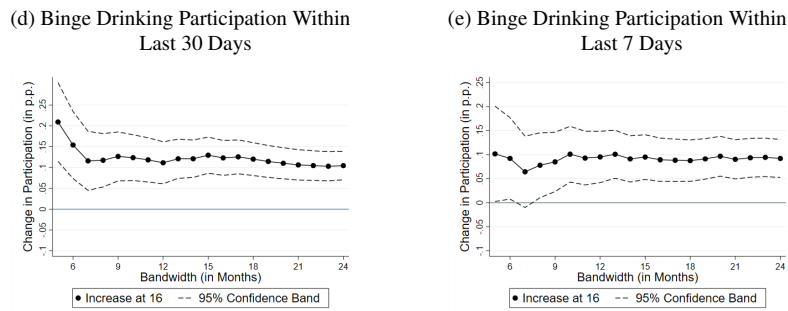 (d) Binge Drinking Participation Within
Last 30 Days
Change in Participation (in p.p.)
.25
.2
.15
.1
.05
0
-.05
-.1
6 9 12 15 18 21 24
Bandwidth (in Months)
Increase at 16 95% Confidence Band
(e) Binge Drinking Participation Within
Last 7 Days
Change in Participation (in p.p.)
.25
.2
.15
.1
.05
0
-.05
-.1
6 9 12 15 18 21 24
Bandwidth (in Months)
Increase at 16 95% Confidence Band